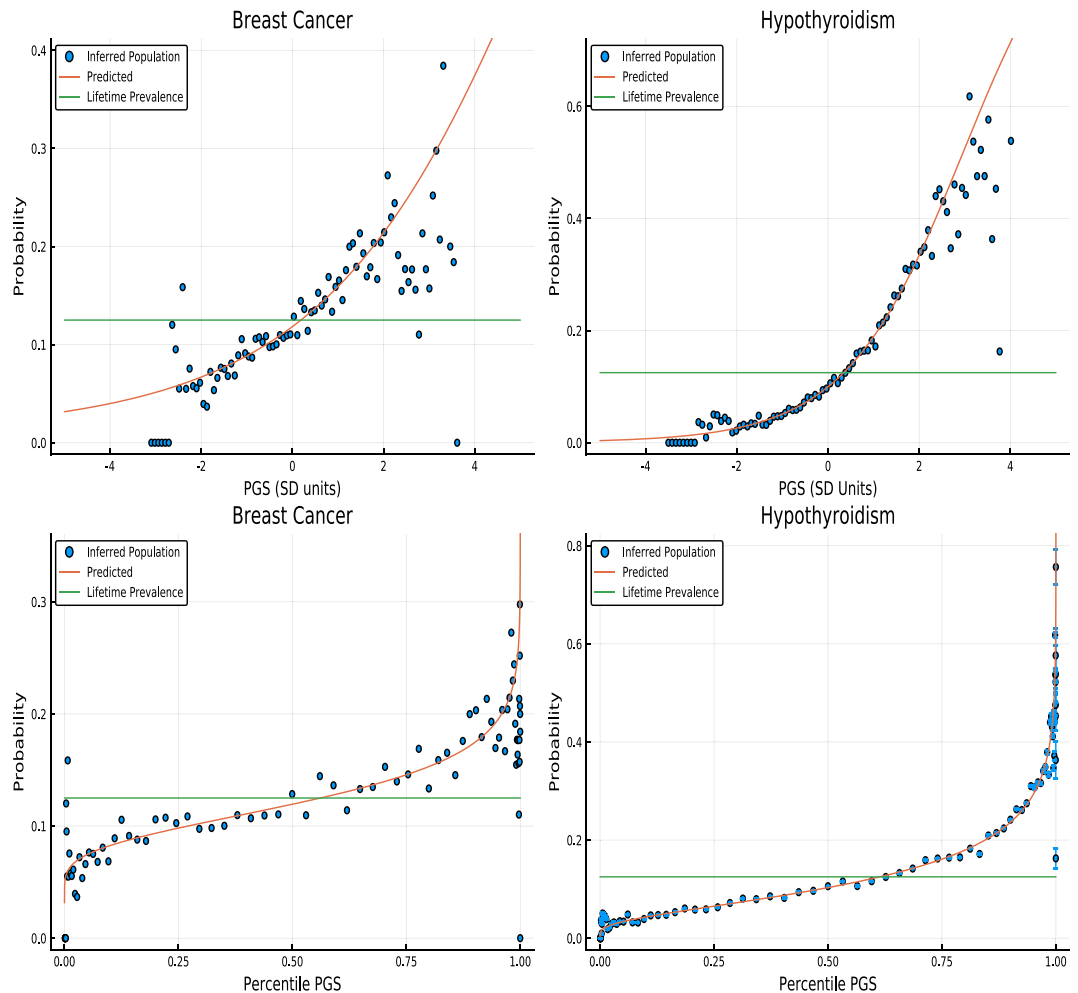 Breast Cancer
Inferred Population
Predicted
Lifetime Prevalence
Probability
0.4
0.3
0.2
0.1
0.0
-4
-2
0
2
4
PGS (SD units)
Hypothyroidism
Inferred Population
Predicted
Lifetime Prevalence
Probability
0.6
0.4
0.2
0.0
-4
-2
0
2
4
PGS (SD Units)
Breast Cancer
Inferred Population
Predicted
Lifetime Prevalence
Probability
0.3
0.2
0.1
0.0
0.00
0.25
0.50
0.75
1.00
Percentile PGS
Hypothyroidism
Inferred Population
Predicted
Lifetime Prevalence
Probability
0.8
0.6
0.4
0.2
0.0
0.00
0.25
0.50
0.75
1.00
Percentile PGS